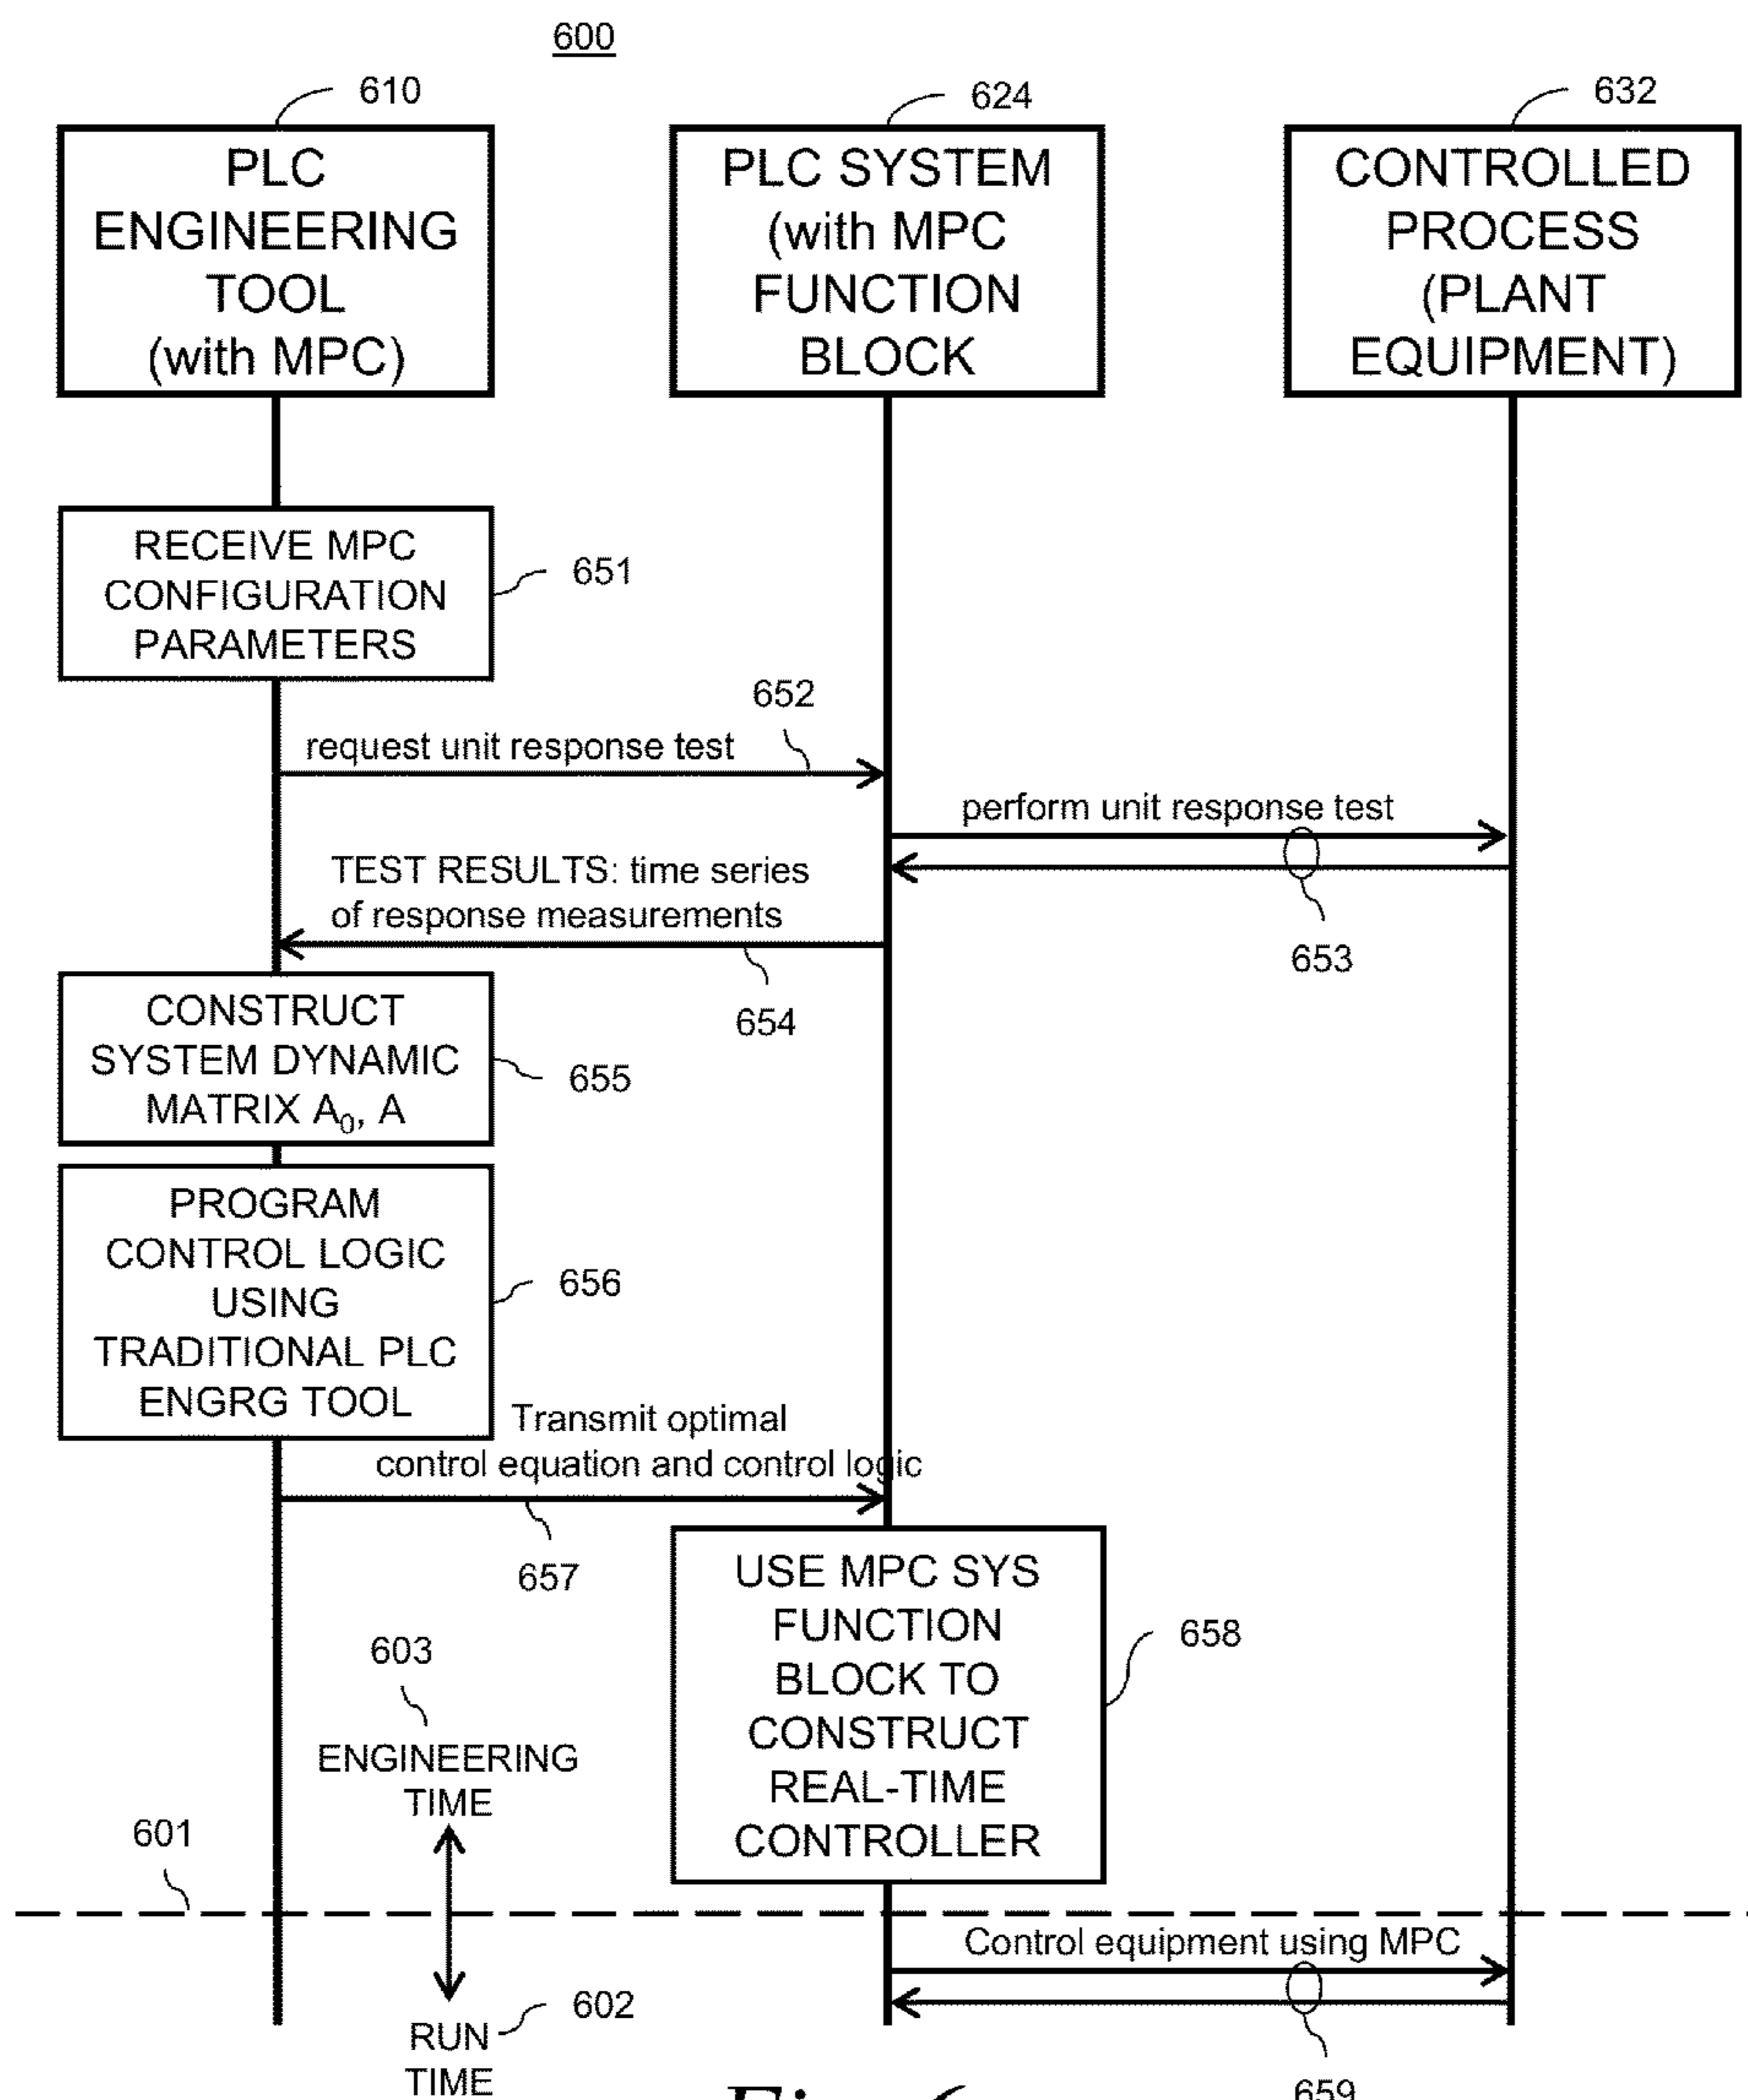 600
610
624
632
PLC
ENGINEERING
TOOL
(with MPC)
PLC SYSTEM
(with MPC
FUNCTION
BLOCK
CONTROLLED
PROCESS
(PLANT
EQUIPMENT)
RECEIVE MPC
CONFIGURATION
PARAMETERS
651
652
request unit response test
perform unit response test
653
TEST RESULTS: time series
of response measurements
654
CONSTRUCT
SYSTEM DYNAMIC
MATRIX A₀, A
655
PROGRAM
CONTROL LOGIC
USING
TRADITIONAL PLC
ENGRG TOOL
656
Transmit optimal
control equation and control logic
657
USE MPC SYS
FUNCTION
BLOCK TO
CONSTRUCT
REAL-TIME
CONTROLLER
658
603
ENGINEERING
TIME
601
Control equipment using MPC
602
RUN
TIME
659
Fig. 6